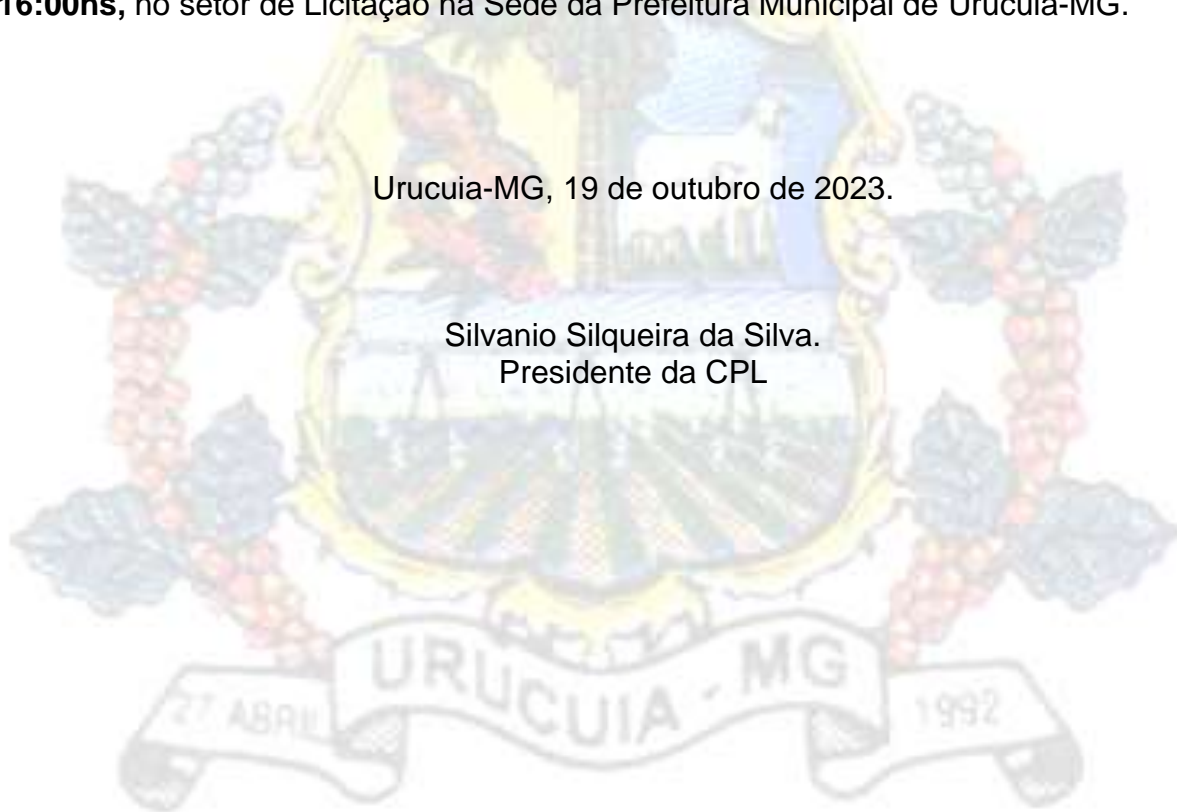 16:00hs, no setor de Licitação na Sede da Prefeitura Municipal de Urucuia-MG.
Urucuia-MG, 19 de outubro de 2023.
Silvanio Silqueira da Silva.
Presidente da CPL
URUCUIA - MG
27 ABRIL 1992